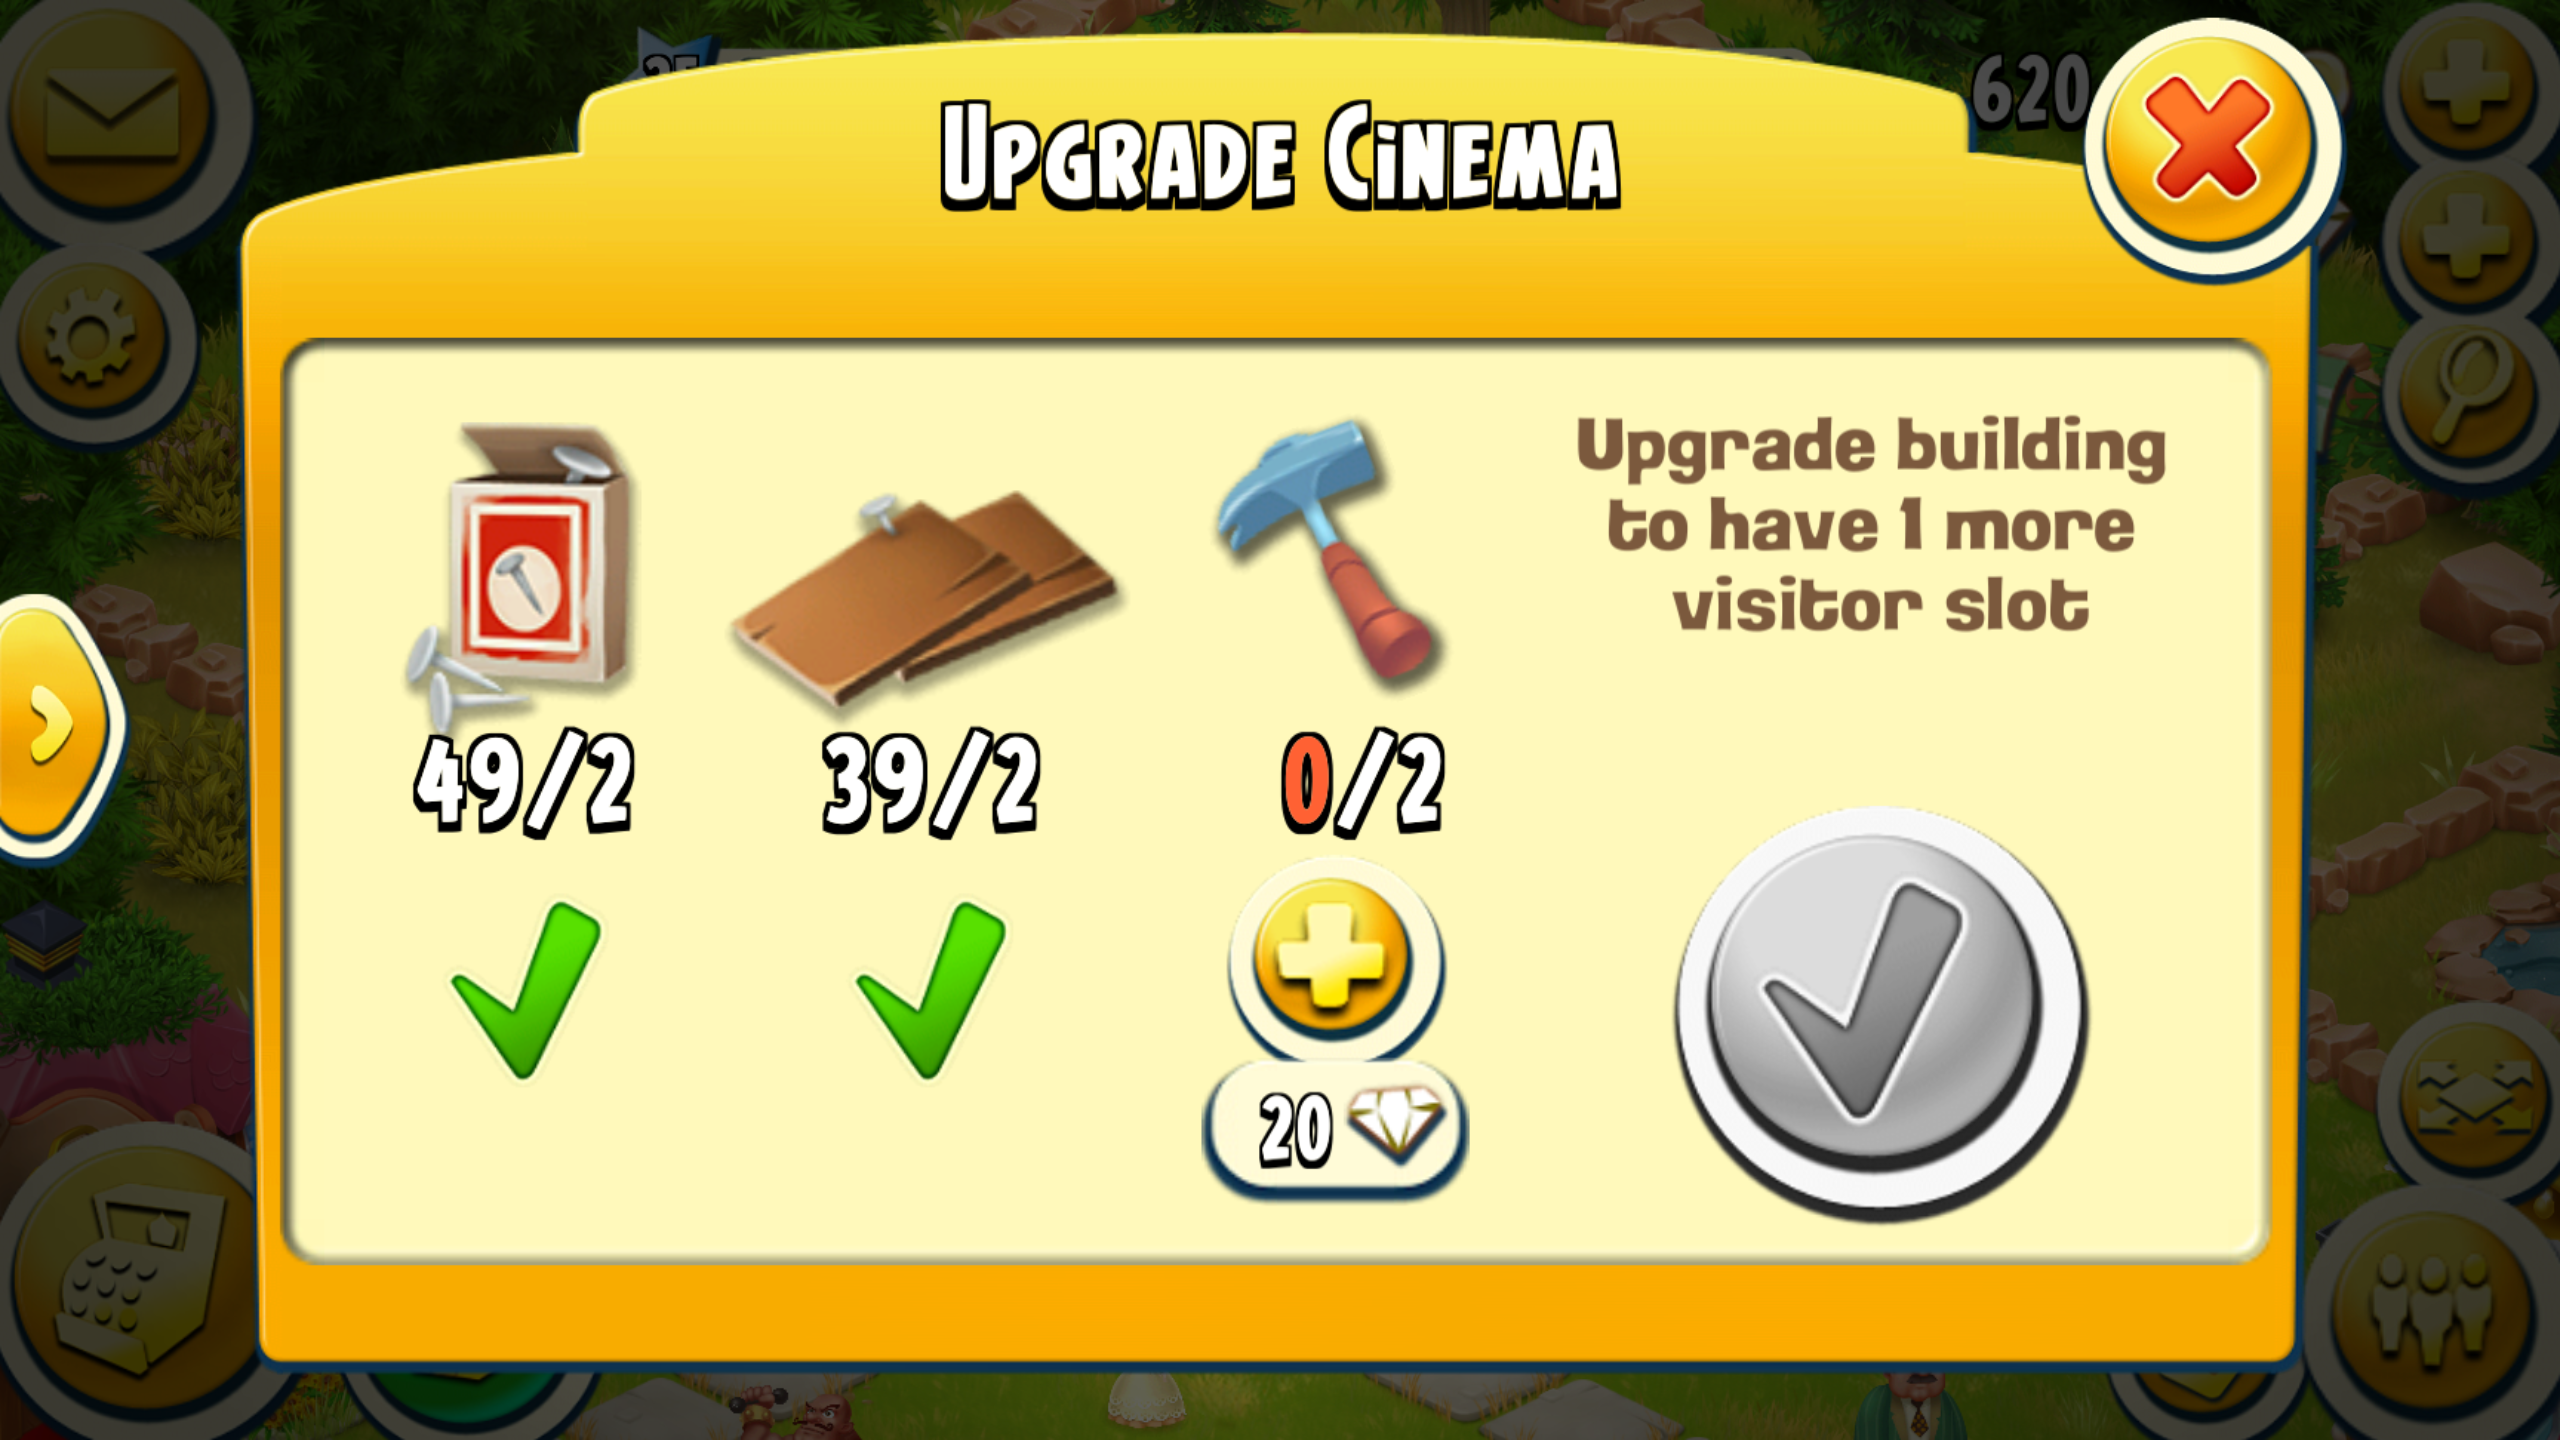 620
Upgrade Cinema
Upgrade building
to have 1 more
visitor slot
49/2
39/2
0/2
20